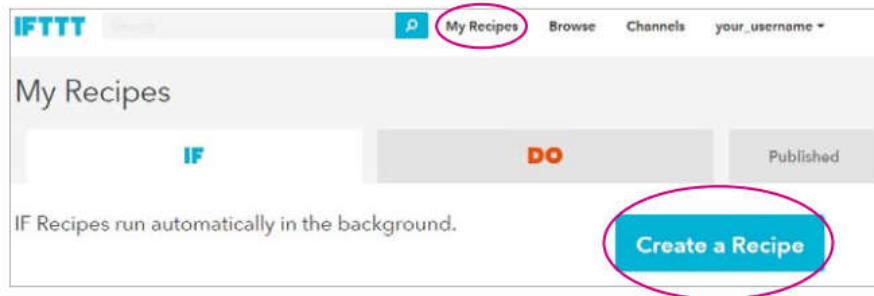 IFTTT My Recipes Browse Channels your_username
My Recipes
IF DO Published
IF Recipes run automatically in the background.
Create a Recipe